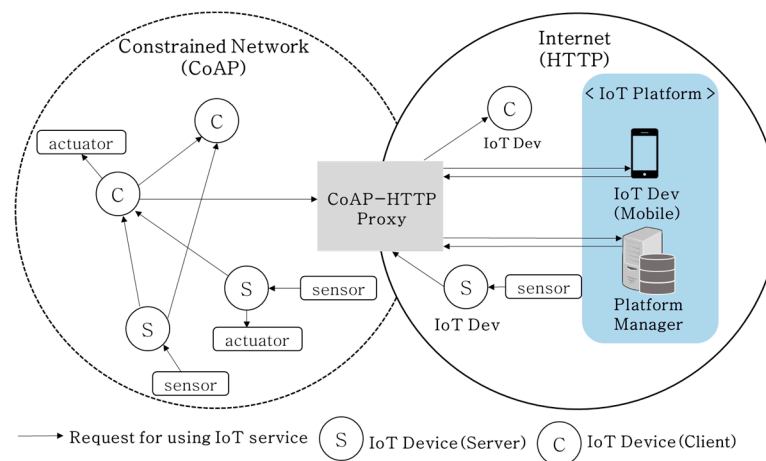 Constrained Network
(CoAP)
Internet
(HTTP)
< IoT Platform >
C
C
IoT Dev
actuator
C
CoAP-HTTP
Proxy
IoT Dev
(Mobile)
S
sensor
S
sensor
IoT Dev
S
actuator
sensor
Platform
Manager
Request for using IoT service
S
IoT Device(Server)
C
IoT Device(Client)